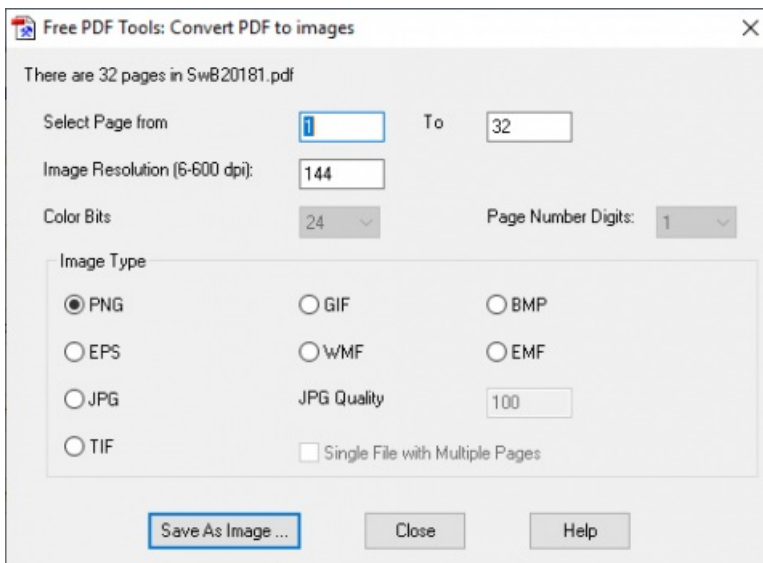 Free PDF Tools: Convert PDF to images
There are 32 pages in SwB20181.pdf
Select Page from 1 To 32
Image Resolution (6-600 dpi): 144
Color Bits 24 Page Number Digits: 1
Image Type
PNG GIF BMP
EPS WMF EMF
JPG JPG Quality 100
TIF Single File with Multiple Pages
Save As Image ... Close Help